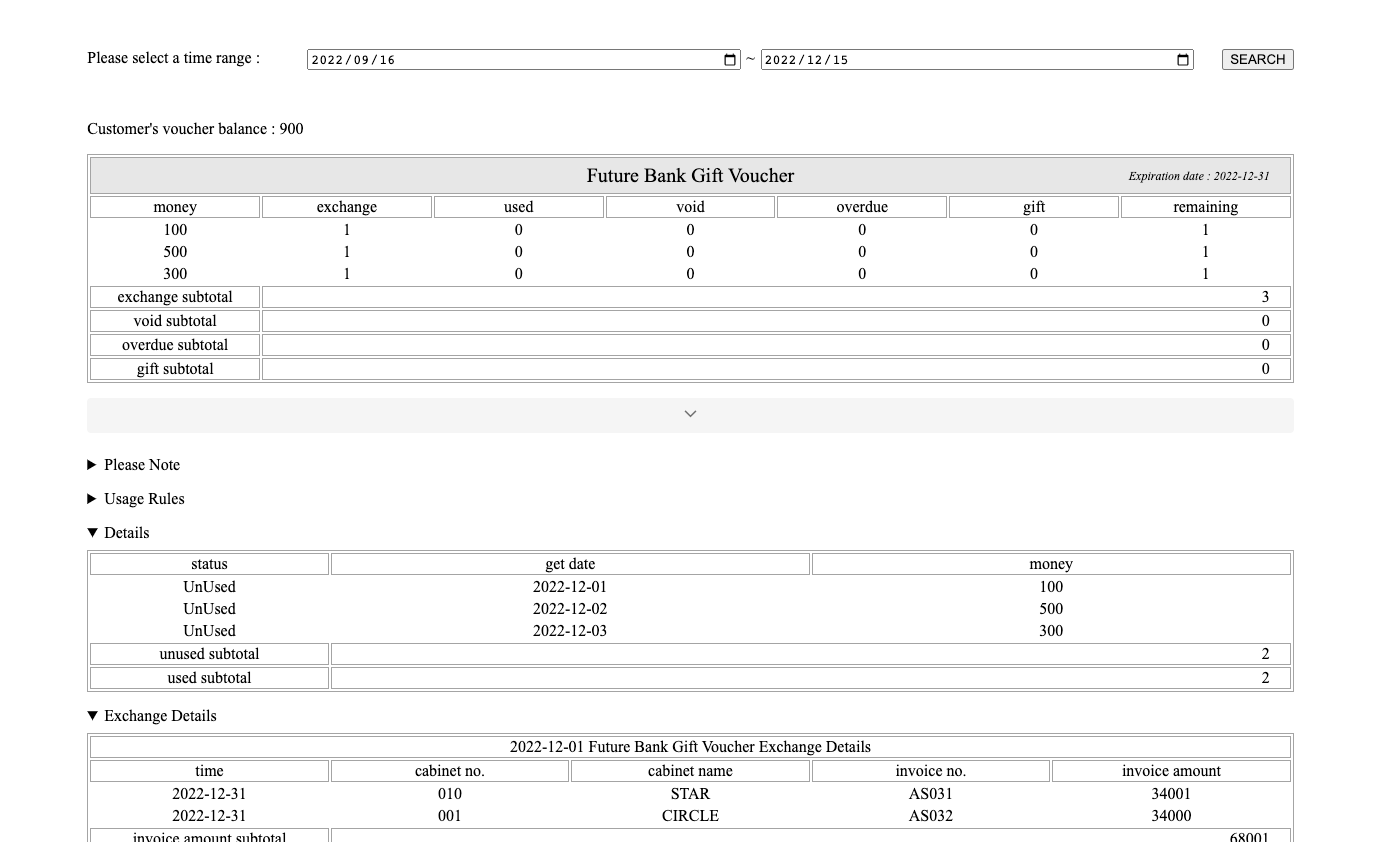 Please select a time range : 2022/09/16 ~ 2022/12/15 SEARCH
Customer's voucher balance : 900
Future Bank Gift Voucher Expiration date : 2022-12-31
money exchange used void overdue gift remaining
100 1 0 0 0 0 1
500 1 0 0 0 0 1
300 1 0 0 0 0 1
exchange subtotal 3
void subtotal 0
overdue subtotal 0
gift subtotal 0
Please Note
Usage Rules
Details
status get date money
UnUsed 2022-12-01 100
UnUsed 2022-12-02 500
UnUsed 2022-12-03 300
unused subtotal 2
used subtotal 2
Exchange Details
2022-12-01 Future Bank Gift Voucher Exchange Details
time cabinet no. cabinet name invoice no. invoice amount
2022-12-31 010 STAR AS031 34001
2022-12-31 001 CIRCLE AS032 34000
invoice amount subtotal 68001